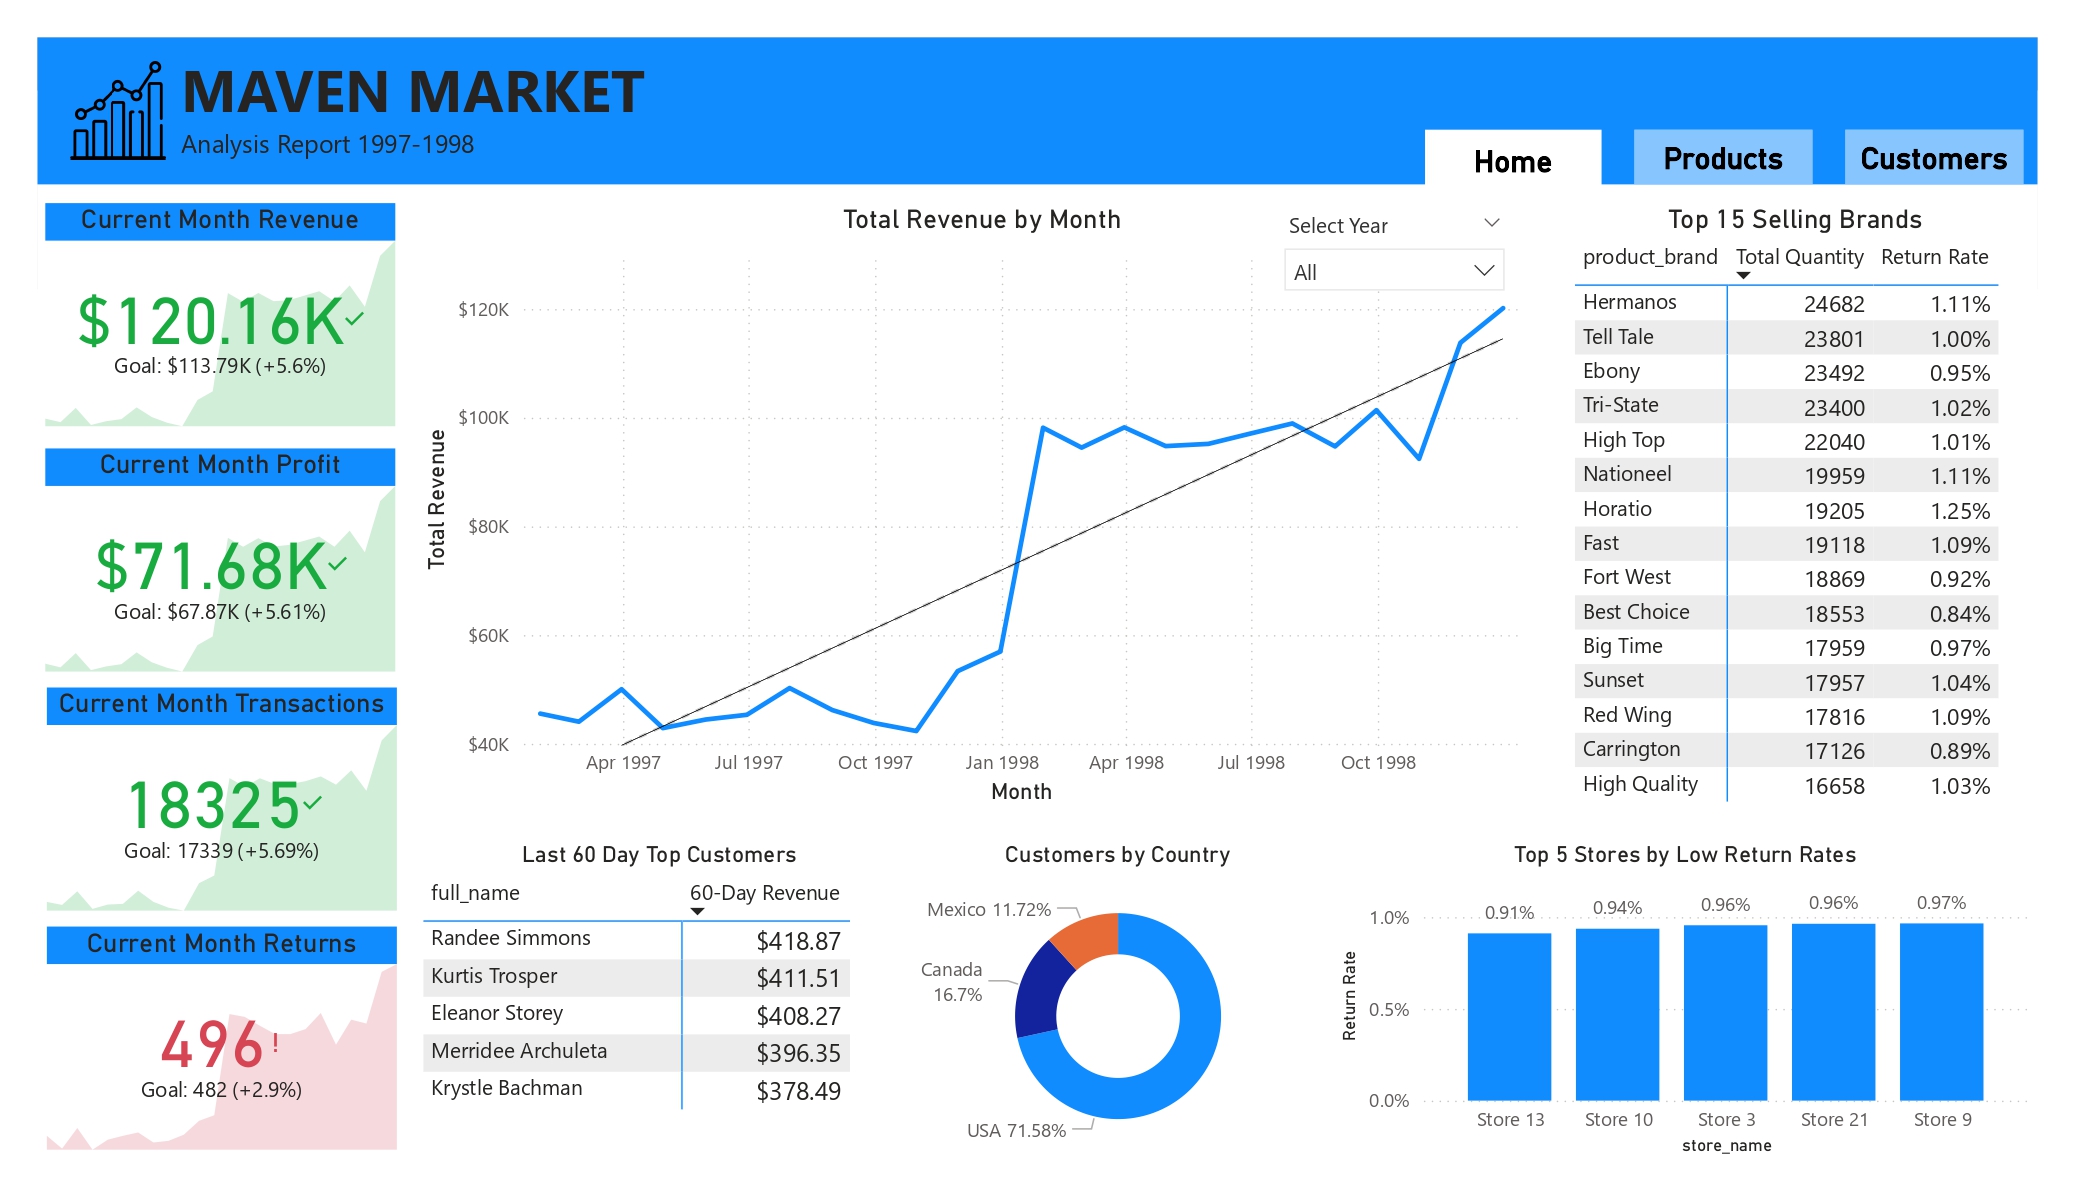 MAVEN MARKET
Analysis Report 1997-1998
Home
Products
Customers
Current Month Revenue
$120.16K
Goal: $113.79K (+5.6%)
Current Month Profit
$71.68K
Goal: $67.87K (+5.61%)
Current Month Transactions
18325
Goal: 17339 (+5.69%)
Current Month Returns
496 !
Goal: 482 (+2.9%)
Total Revenue by Month
Select Year
All
Total Revenue
$120K
$100K
$80K
$60K
$40K
Apr 1997 Jul 1997 Oct 1997 Jan 1998 Apr 1998 Jul 1998 Oct 1998
Month
Top 15 Selling Brands
product_brand Total Quantity Return Rate
Hermanos 24682 1.11%
Tell Tale 23801 1.00%
Ebony 23492 0.95%
Tri-State 23400 1.02%
High Top 22040 1.01%
Nationeel 19959 1.11%
Horatio 19205 1.25%
Fast 19118 1.09%
Fort West 18869 0.92%
Best Choice 18553 0.84%
Big Time 17959 0.97%
Sunset 17957 1.04%
Red Wing 17816 1.09%
Carrington 17126 0.89%
High Quality 16658 1.03%
Last 60 Day Top Customers
full_name 60-Day Revenue
Randee Simmons $418.87
Kurtis Trosper $411.51
Eleanor Storey $408.27
Merridee Archuleta $396.35
Krystle Bachman $378.49
Customers by Country
Mexico 11.72%
Canada
16.7%
USA 71.58%
Top 5 Stores by Low Return Rates
Return Rate
1.0%
0.5%
0.0%
0.91% 0.94% 0.96% 0.96% 0.97%
Store 13 Store 10 Store 3 Store 21 Store 9
store_name